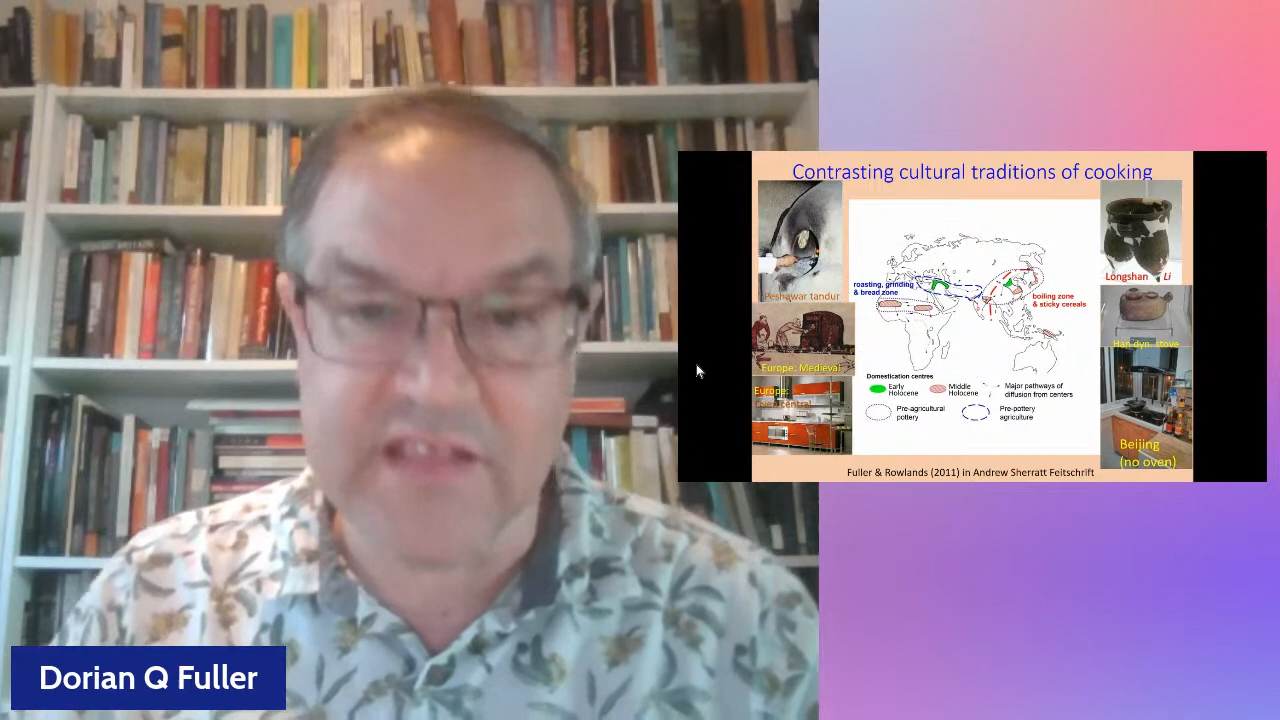 Contrasting cultural traditions of cooking
Peshawar tandur
Europe: Medieval
Europe:
roasting, grinding
& bread zone
boiling zone
& sticky cereals
Domestication centres
Early
Holocene
Middle
Holocene
Major pathways of
diffusion from centers
Pre-agricultural
pottery
Pre-pottery
agriculture
Longshan Li
Han dyn. stove
Beijing
(no oven)
Fuller & Rowlands (2011) in Andrew Sherratt Feitschrift
Dorian Q Fuller